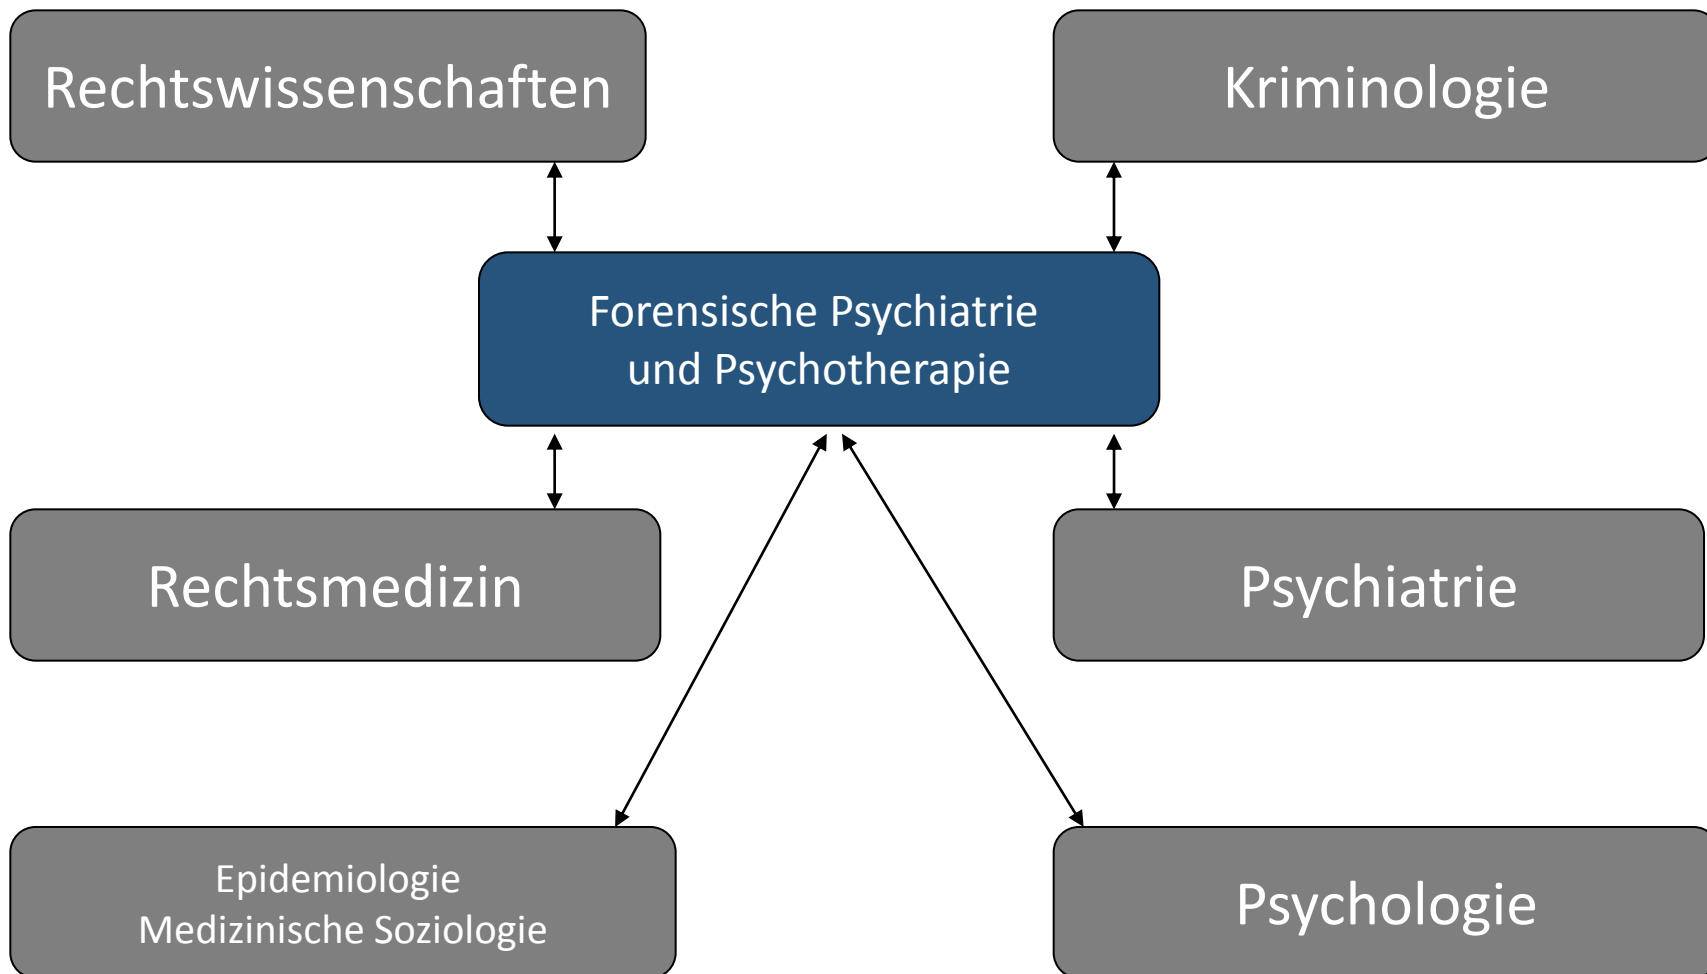 Rechtswissenschaften
Kriminologie
Forensische Psychiatrie
und Psychotherapie
Rechtsmedizin
Psychiatrie
Epidemiologie
Medizinische Soziologie
Psychologie